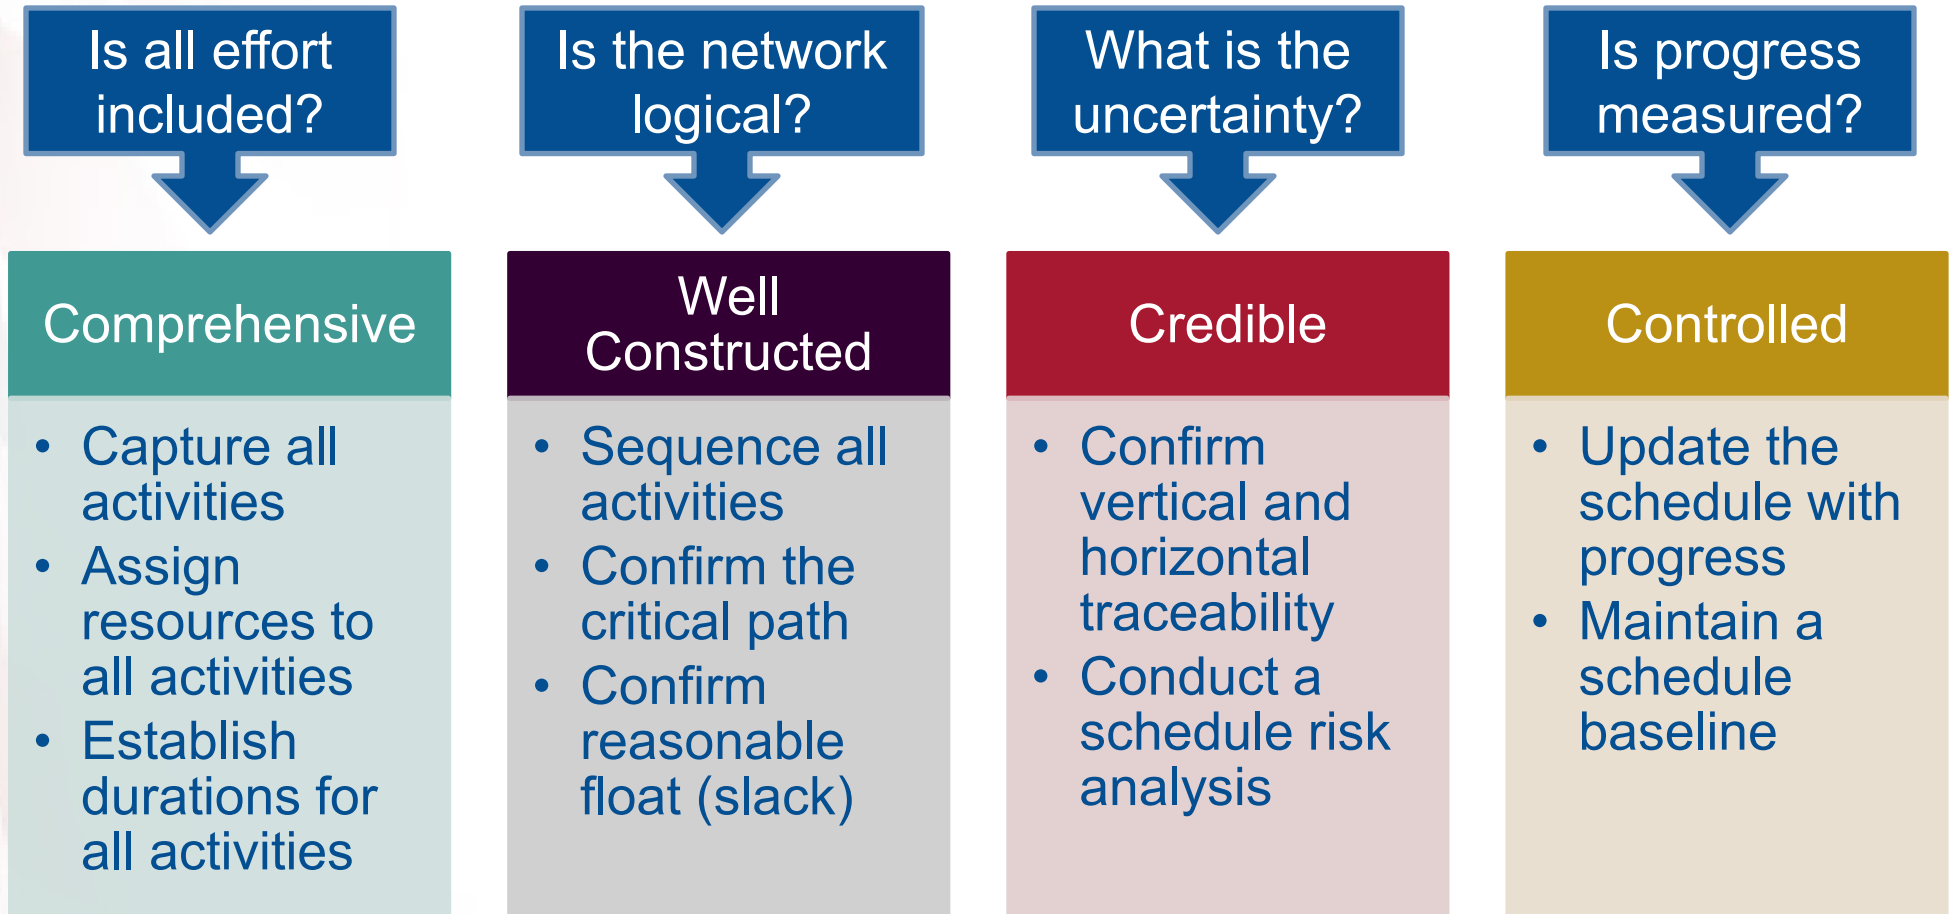 Is all effort
included?
Is the network
logical?
What is the
uncertainty?
Is progress
measured?
Comprehensive
• Capture all
activities
• Assign
resources to
all activities
• Establish
durations for
all activities
Well
Constructed
• Sequence all
activities
• Confirm the
critical path
• Confirm
reasonable
float (slack)
Credible
• Confirm
vertical and
horizontal
traceability
• Conduct a
schedule risk
analysis
Controlled
• Update the
schedule with
progress
• Maintain a
schedule
baseline